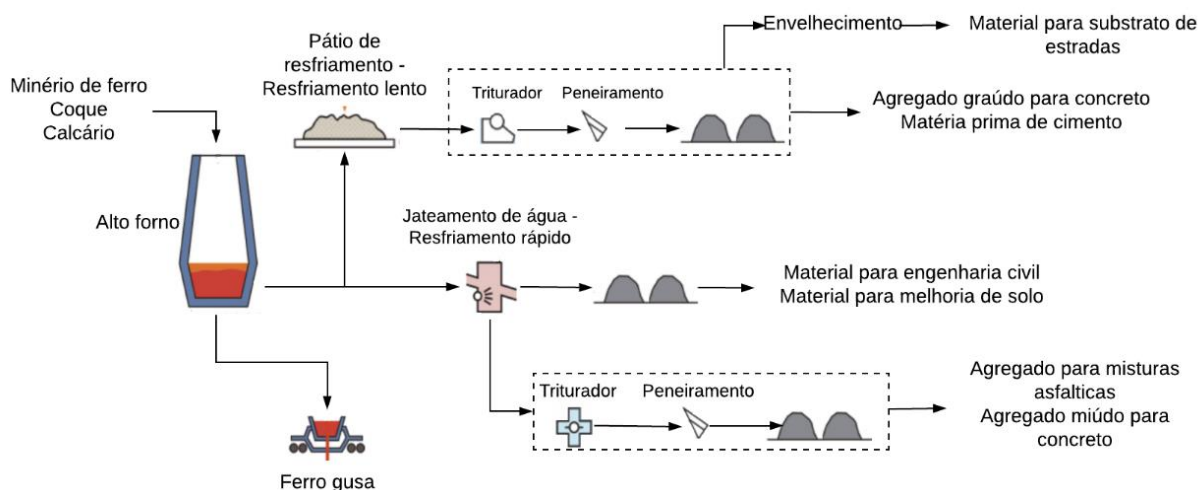 Envelhecimento
Material para substrato de
estradas
Pátio de
resfriamento -
Resfriamento lento
Minério de ferro
Coque
Calcário
Triturador
Peneiramento
Agregado graúdo para concreto
Matéria prima de cimento
Alto forno
Jateamento de água -
Resfriamento rápido
Material para engenharia civil
Material para melhoria de solo
Triturador
Peneiramento
Agregado para misturas
asfalticas
Agregado miúdo para
concreto
Ferro gusa